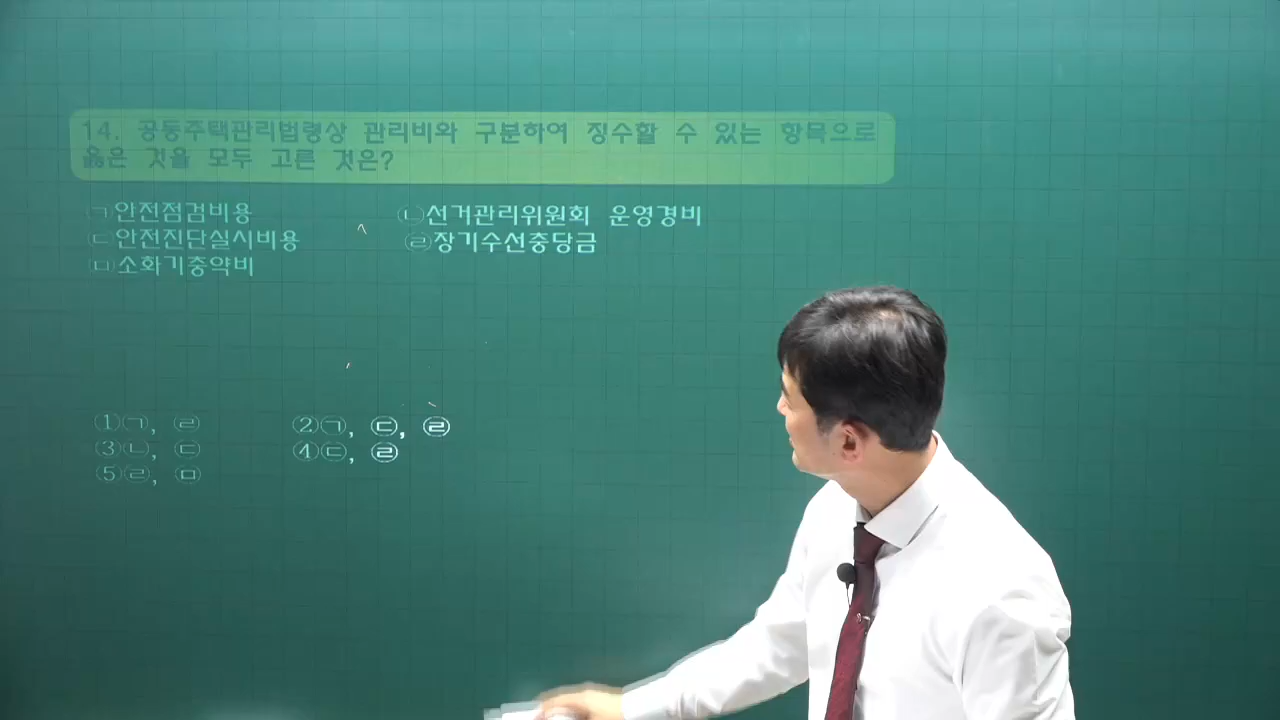 14. 공동주택관리법령상 관리비와 구분하여 징수할 수 있는 항목으로
옳은 것을 모두 고른 것은?
㉠안전점검비용 ㉡선거관리위원회 운영경비
㉢안전진단실시비용 ㉣장기수선충당금
㉤소화기충약비
①㉠, ㉣ ②㉠, ㉢, ㉣
③㉡, ㉢ ④㉢, ㉣
⑤㉣, ㉤